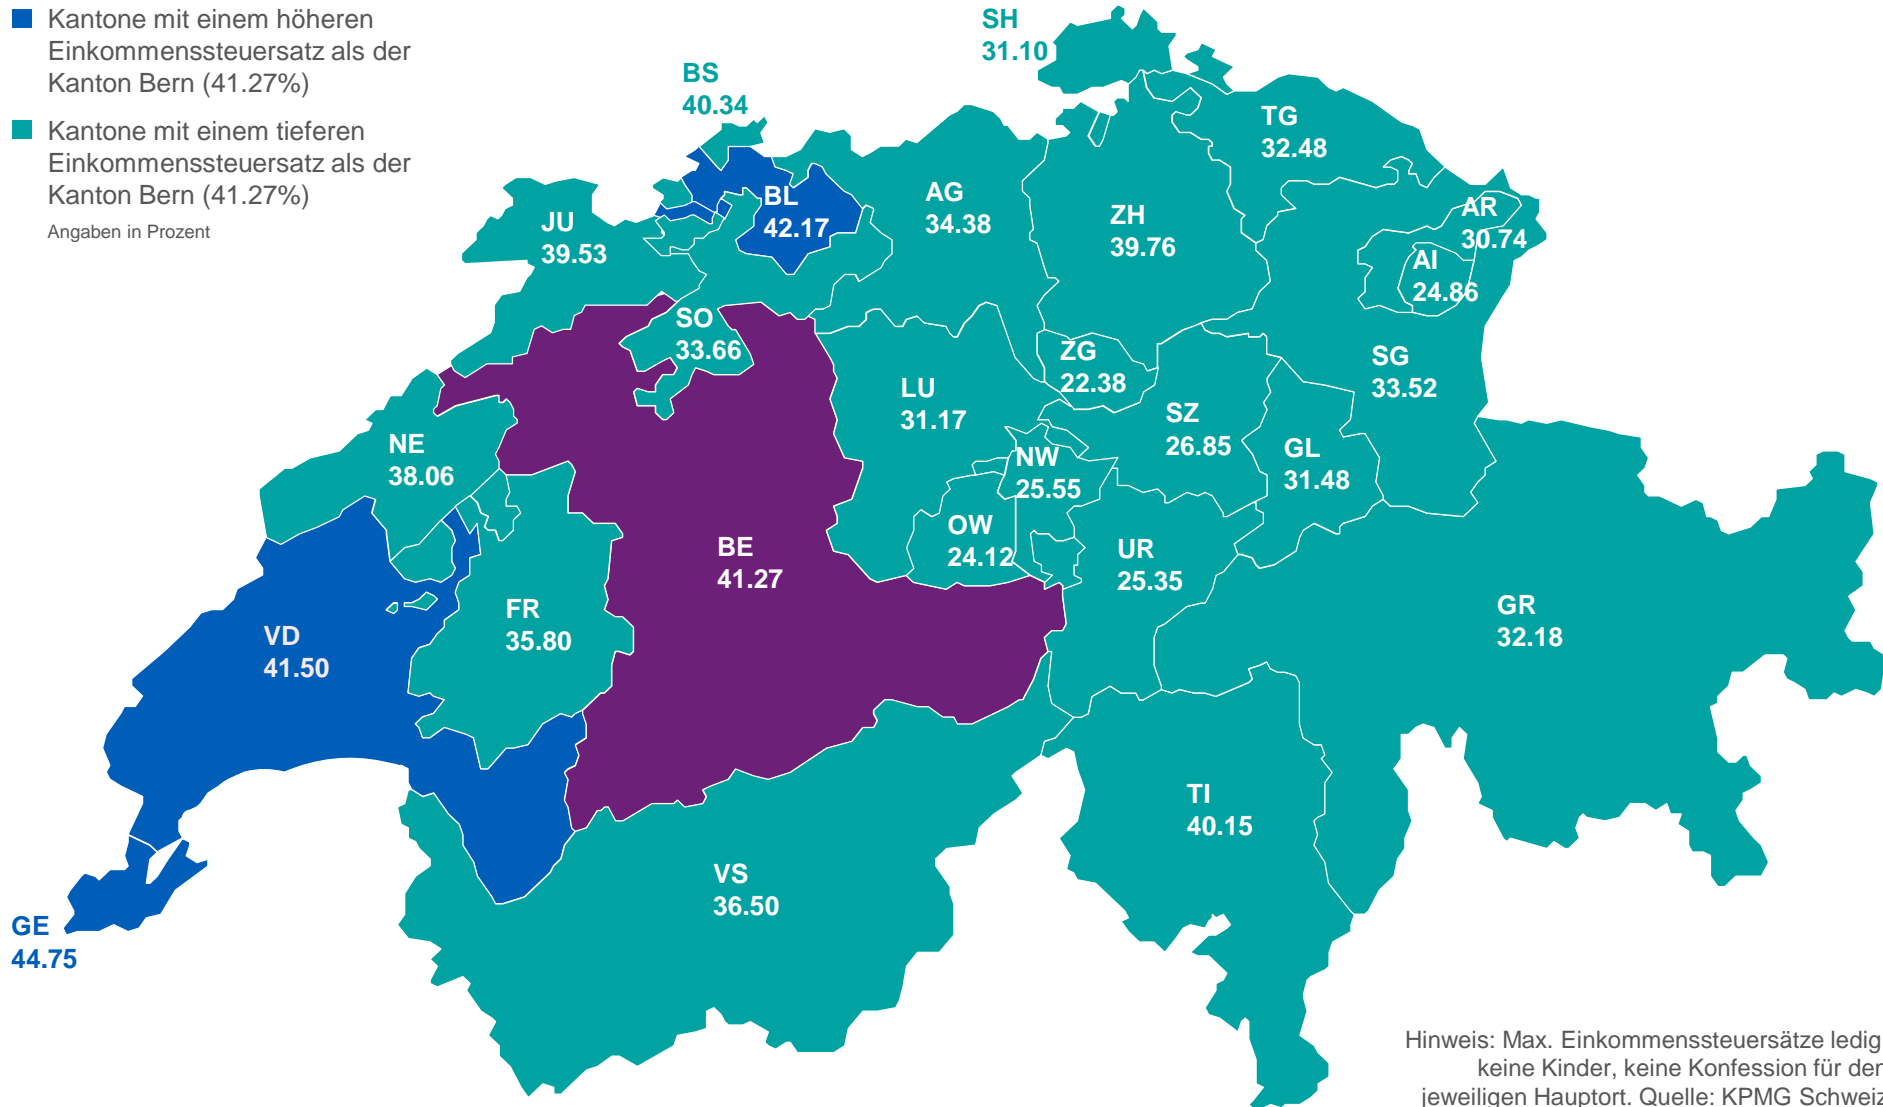 Kantone mit einem höheren
Einkommenssteuersatz als der
Kanton Bern (41.27%)
Kantone mit einem tieferen
Einkommenssteuersatz als der
Kanton Bern (41.27%)
Angaben in Prozent
SH
31.10
BS
40.34
TG
32.48
BL
42.17
AG
34.38
ZH
39.76
AR
30.74
JU
39.53
AI
24.86
SO
33.66
ZG
22.38
SG
33.52
LU
31.17
SZ
26.85
NE
38.06
GL
31.48
NW
25.55
OW
24.12
BE
41.27
UR
25.35
FR
35.80
GR
32.18
VD
41.50
TI
40.15
VS
36.50
GE
44.75
Hinweis: Max. Einkommenssteuersätze ledig
keine Kinder, keine Konfession für den
jeweiligen Hauptort. Quelle: KPMG Schweiz